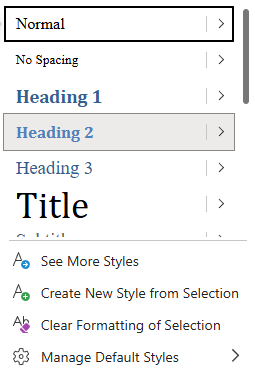 Normal
No Spacing
Heading 1
Heading 2
Heading 3
Title
See More Styles
Create New Style from Selection
Clear Formatting of Selection
Manage Default Styles